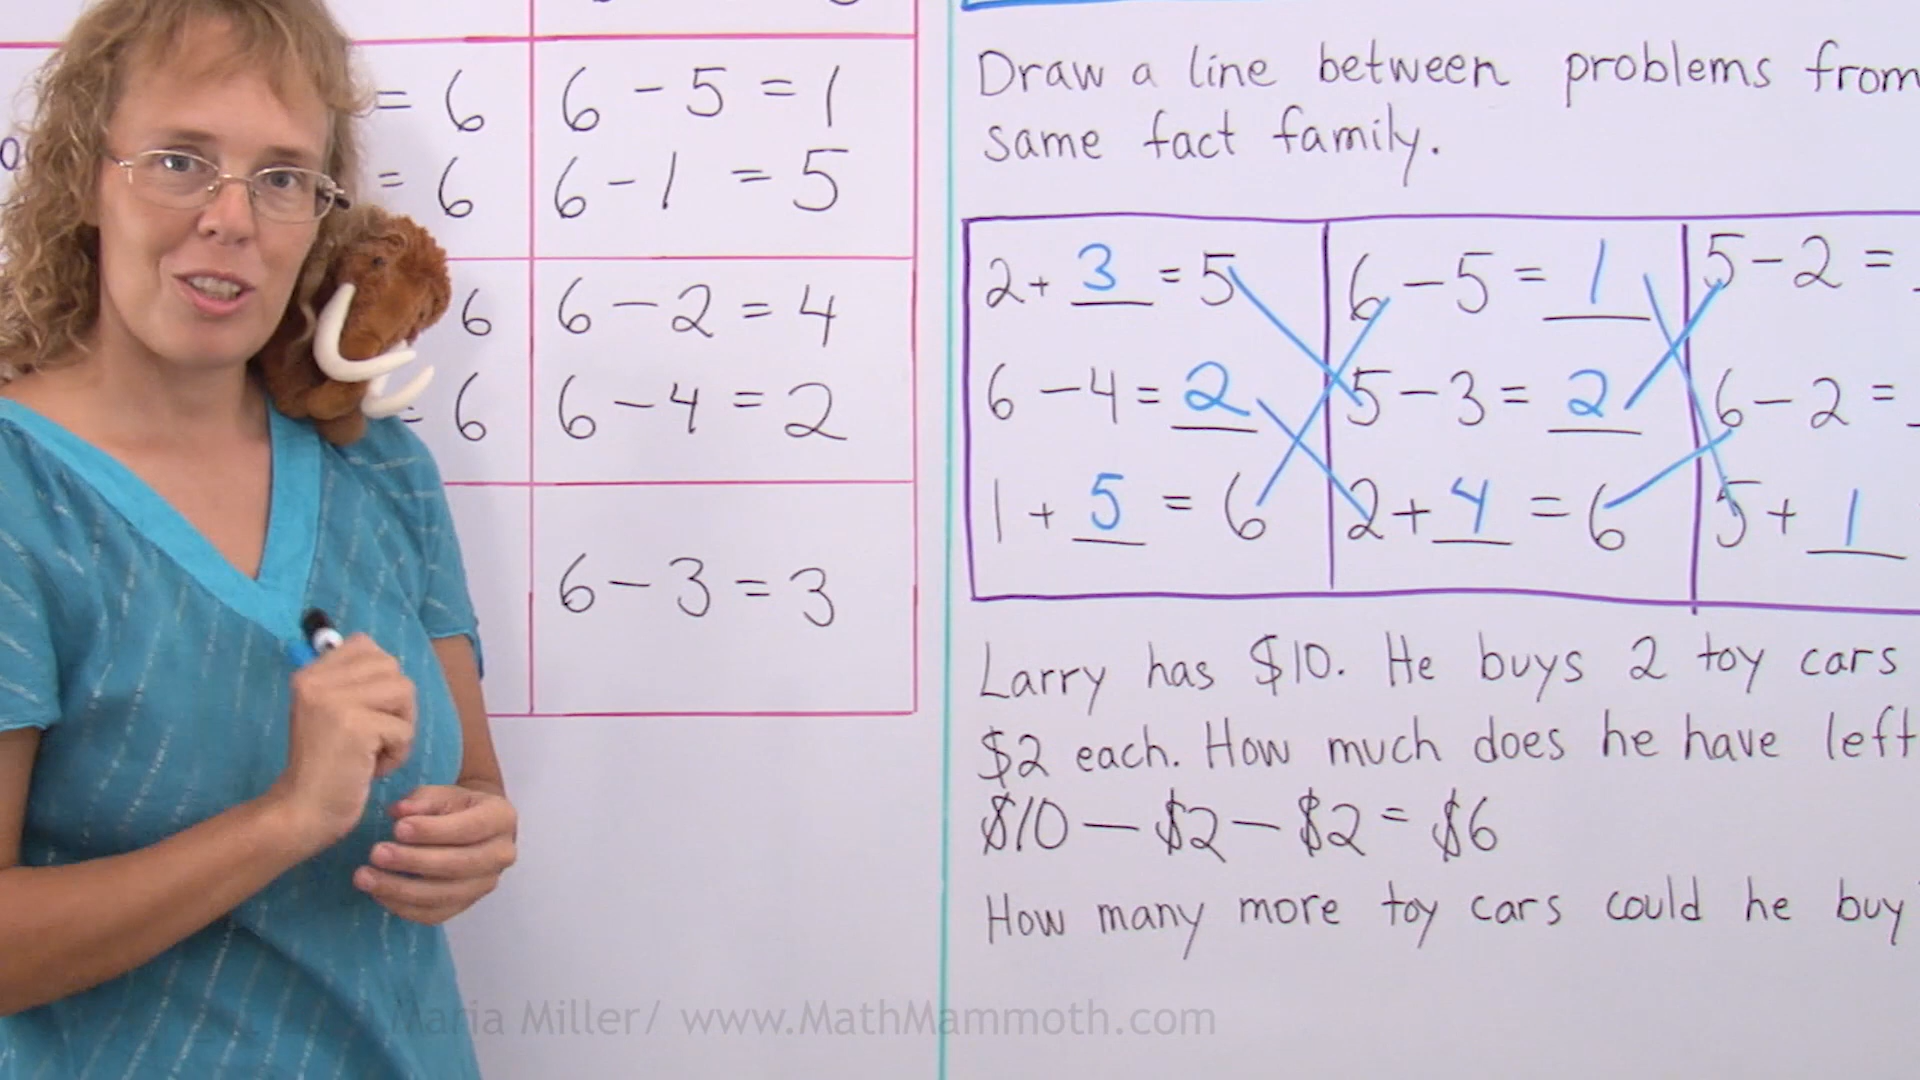 = 6 6 - 5 = 1
= 6 6 - 1 = 5
6 6 - 2 = 4
= 6 6 - 4 = 2
6 - 3 = 3
Draw a line between problems from
same fact family.
2 + 3 = 5 6 - 5 = 1 5 - 2 =
6 - 4 = 2 5 - 3 = 2 6 - 2 =
1 + 5 = 6 2 + 4 = 6 5 + 1
Larry has $10. He buys 2 toy cars
$2 each. How much does he have left
$10 - $2 - $2 = $6
How many more toy cars could he buy
Maria Miller/ www.MathMammoth.com